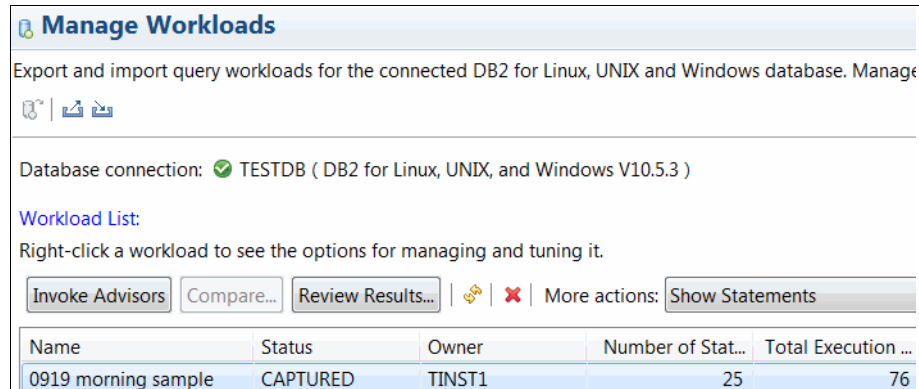 Manage Workloads
Export and import query workloads for the connected DB2 for Linux, UNIX and Windows database. Manage
Database connection: TESTDB ( DB2 for Linux, UNIX, and Windows V10.5.3 )
Workload List:
Right-click a workload to see the options for managing and tuning it.
Invoke Advisors Compare... Review Results... More actions: Show Statements
Name Status Owner Number of Stat... Total Execution ...
0919 morning sample CAPTURED TINST1 25 76